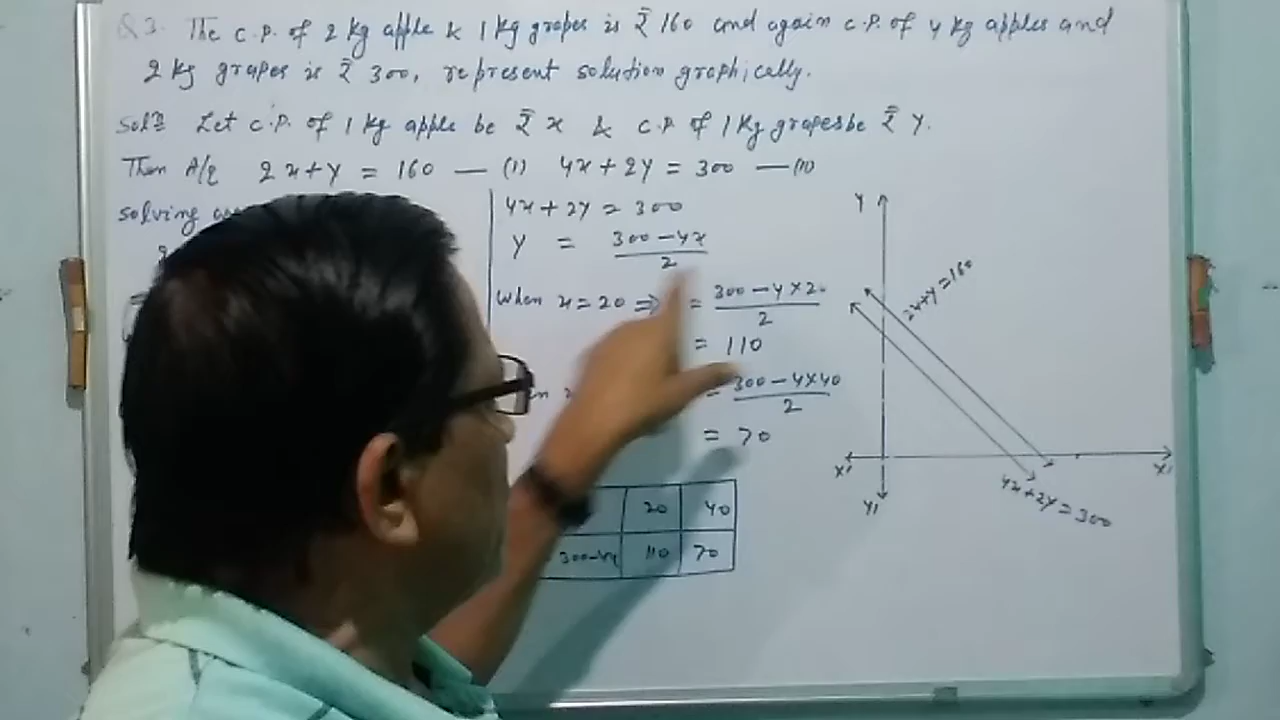 Q3. The C.P. of 2 kg apple & 1 kg grapes is ₹ 160 and again C.P. of 4 kg apples and
2 kg grapes is ₹ 300, represent solution graphically.
Solⁿ Let C.P. of 1 kg apple be ₹ x & C.P. of 1 kg grapes be ₹ y.
Then A/q 2x+y = 160 — (I) 4x+2y = 300 — (II)
solving
4x+2y = 300
y = (300-4x)/2
when x=20 ⇒ = (300-4×20)/2
= 110
= (300-4×40)/2
= 70
20 40
300-4x 110 70
Y
2x+y=160
X' X
4x+2y=300
Y'